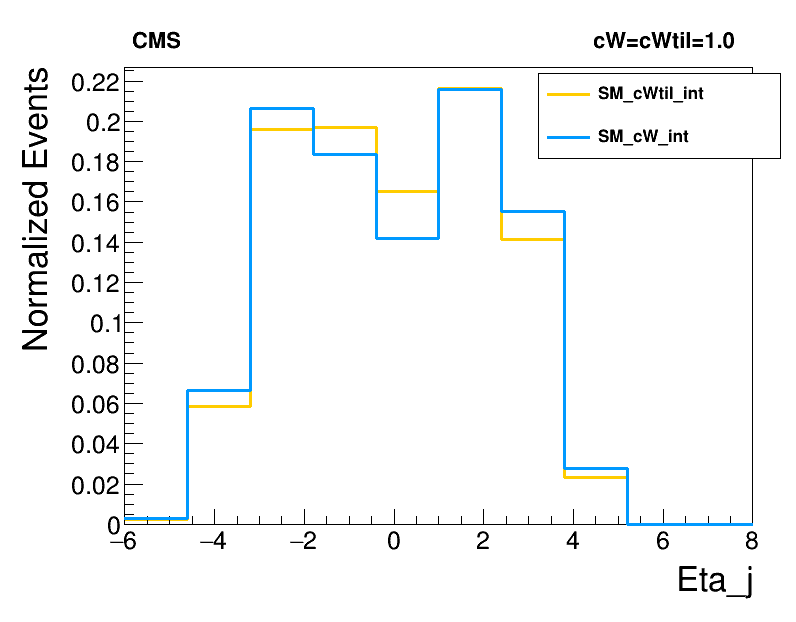 CMS
cW=cWtil=1.0
SM_cWtil_int
SM_cW_int
Normalized Events
0.22
0.2
0.18
0.16
0.14
0.12
0.1
0.08
0.06
0.04
0.02
0
−6 −4 −2 0 2 4 6 8
Eta_j